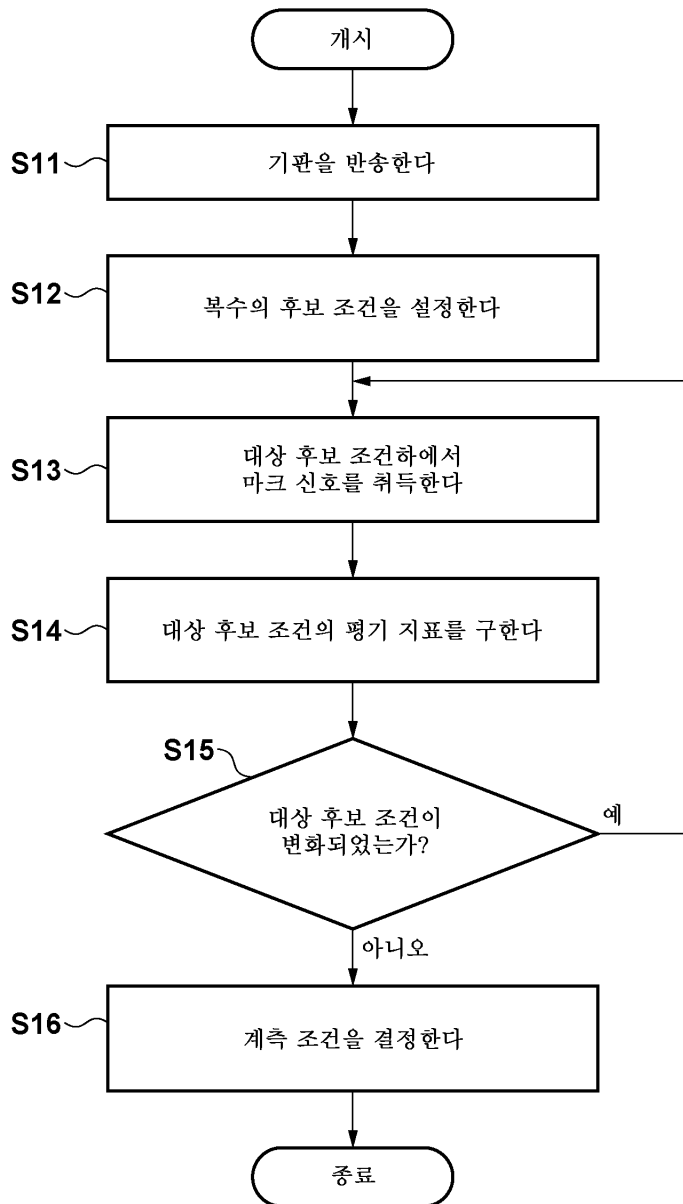 개시
S11
기판을 반송한다
S12
복수의 후보 조건을 설정한다
S13
대상 후보 조건하에서
마크 신호를 취득한다
S14
대상 후보 조건의 평기 지표를 구한다
S15
대상 후보 조건이
변화되었는가?
예
아니오
S16
계측 조건을 결정한다
종료